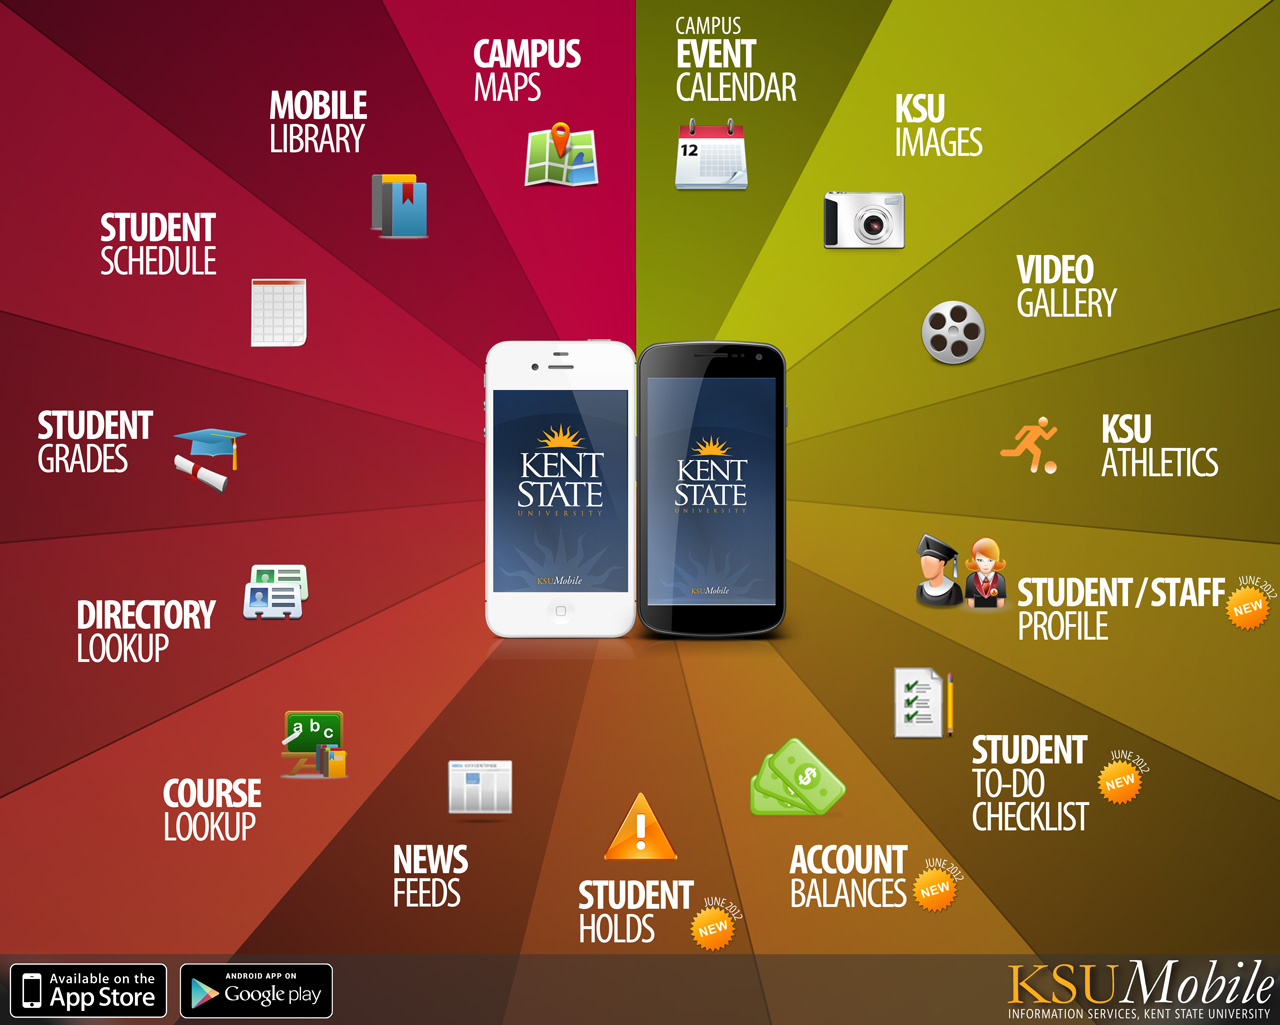 CAMPUS
MAPS
CAMPUS
EVENT
CALENDAR
12
MOBILE
LIBRARY
KSU
IMAGES
STUDENT
SCHEDULE
VIDEO
GALLERY
STUDENT
GRADES
KSU
ATHLETICS
KENT
STATE
UNIVERSITY
KSUMobile
KENT
STATE
UNIVERSITY
KSUMobile
DIRECTORY
LOOKUP
STUDENT / STAFF
PROFILE
JUNE 2012
NEW
a b c
COURSE
LOOKUP
STUDENT
TO-DO
CHECKLIST
JUNE 2012
NEW
NEWS
FEEDS
$
ACCOUNT
BALANCES
JUNE 2012
NEW
!
STUDENT
HOLDS
JUNE 2012
NEW
Available on the
App Store
ANDROID APP ON
Google play
KSUMobile
INFORMATION SERVICES, KENT STATE UNIVERSITY